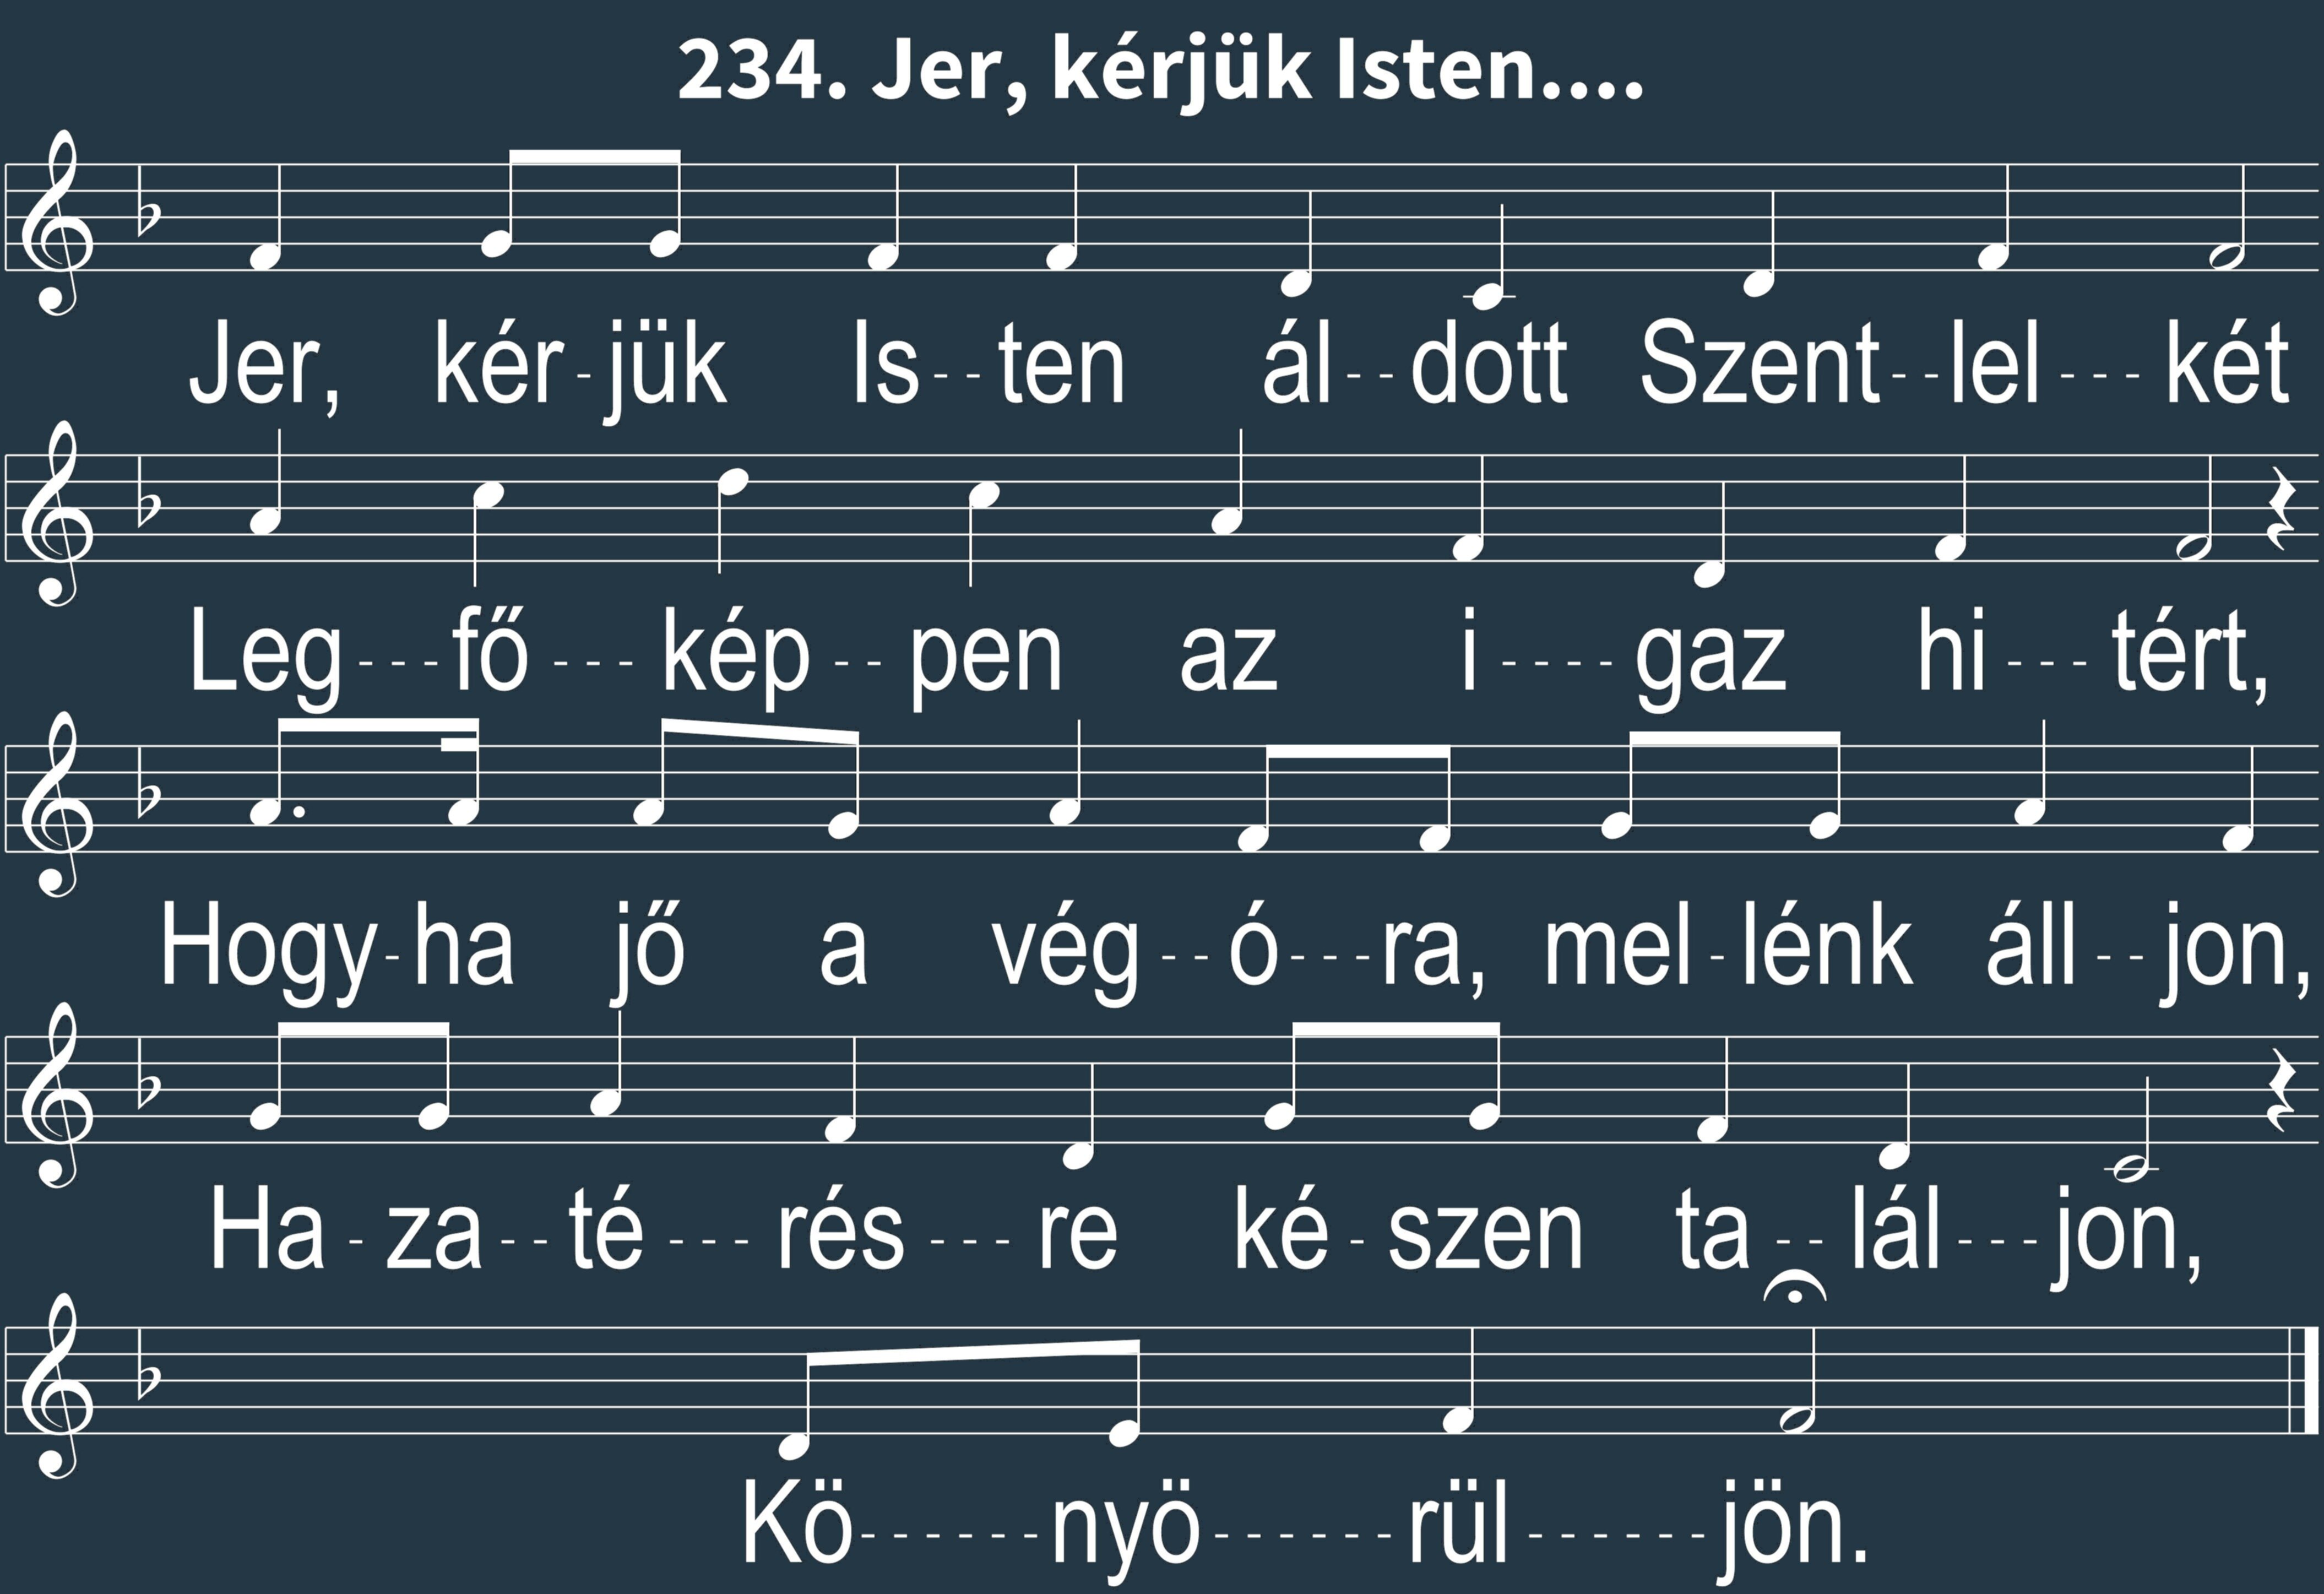 234. Jer, kérjük Isten....
Jer, kér-jük Is--ten ál--dott Szent--lel---két
Leg---fő---kép--pen az i----gaz hi---tért,
Hogy-ha jő a vég--ó---ra, mel-lénk áll--jon,
Ha-za--té---rés---re ké-szen ta--lál---jon,
Kö------nyö------rül------jön.